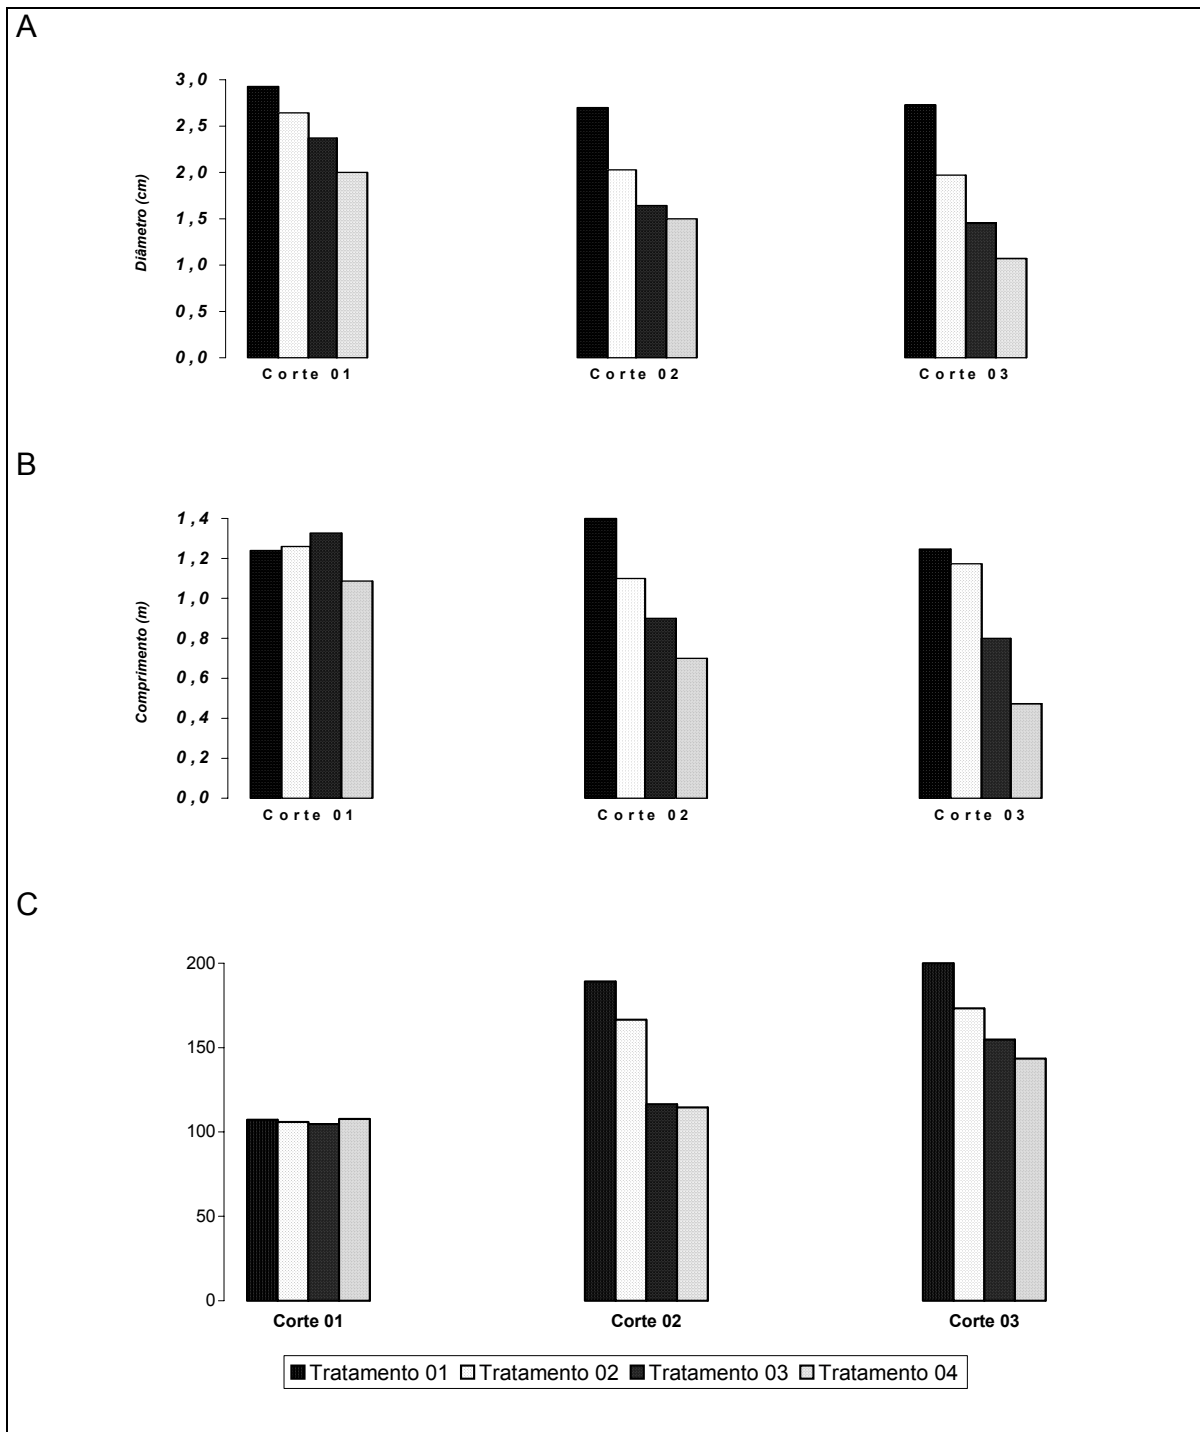 A
3,0
2,5
2,0
1,5
1,0
0,5
0,0
Diâmetro (cm)
Corte 01 Corte 02 Corte 03
B
1,4
1,2
1,0
0,8
0,6
0,4
0,2
0,0
Comprimento (m)
Corte 01 Corte 02 Corte 03
C
200
150
100
50
0
Corte 01 Corte 02 Corte 03
Tratamento 01 Tratamento 02 Tratamento 03 Tratamento 04